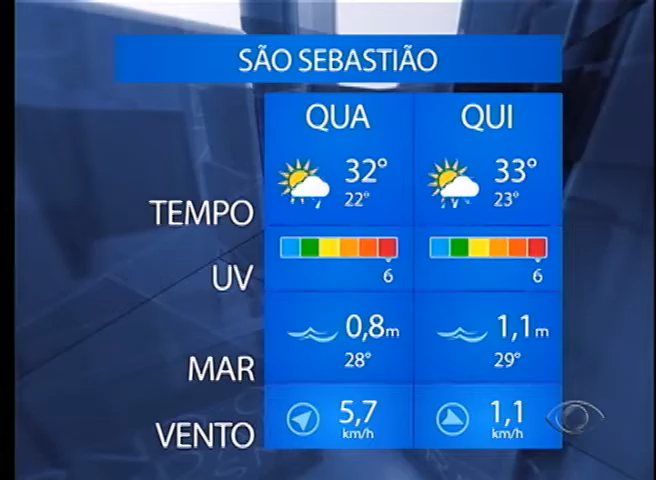 SÃO SEBASTIÃO
QUA QUI
TEMPO 32° 22° 33° 23°
UV 6 6
MAR 0,8m 28° 1,1m 29°
VENTO 5,7 km/h 1,1 km/h